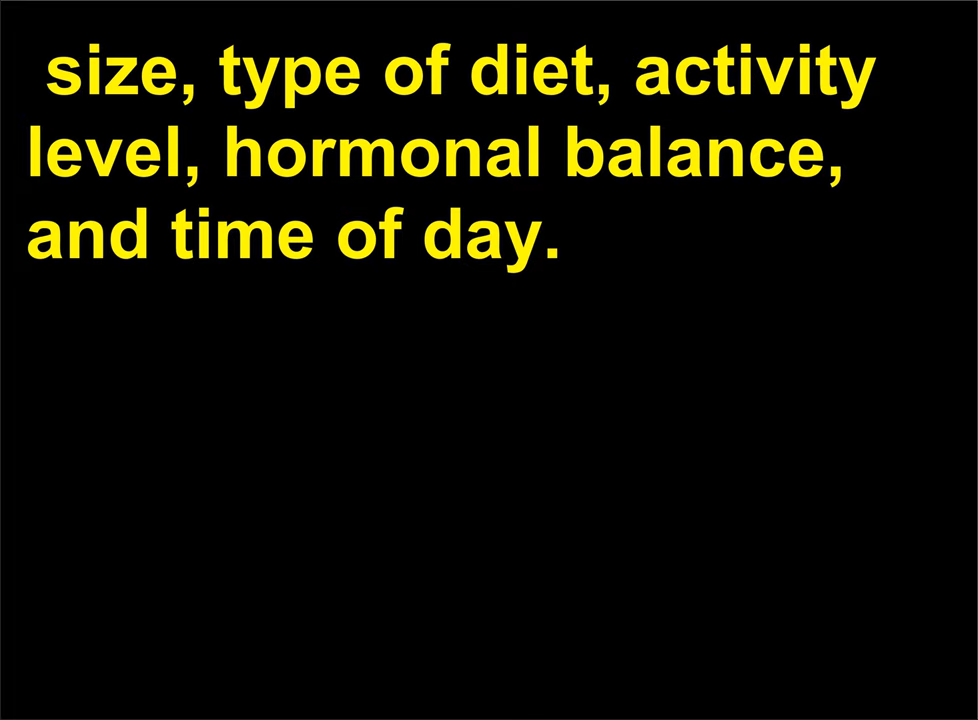 size, type of diet, activity
level, hormonal balance,
and time of day.